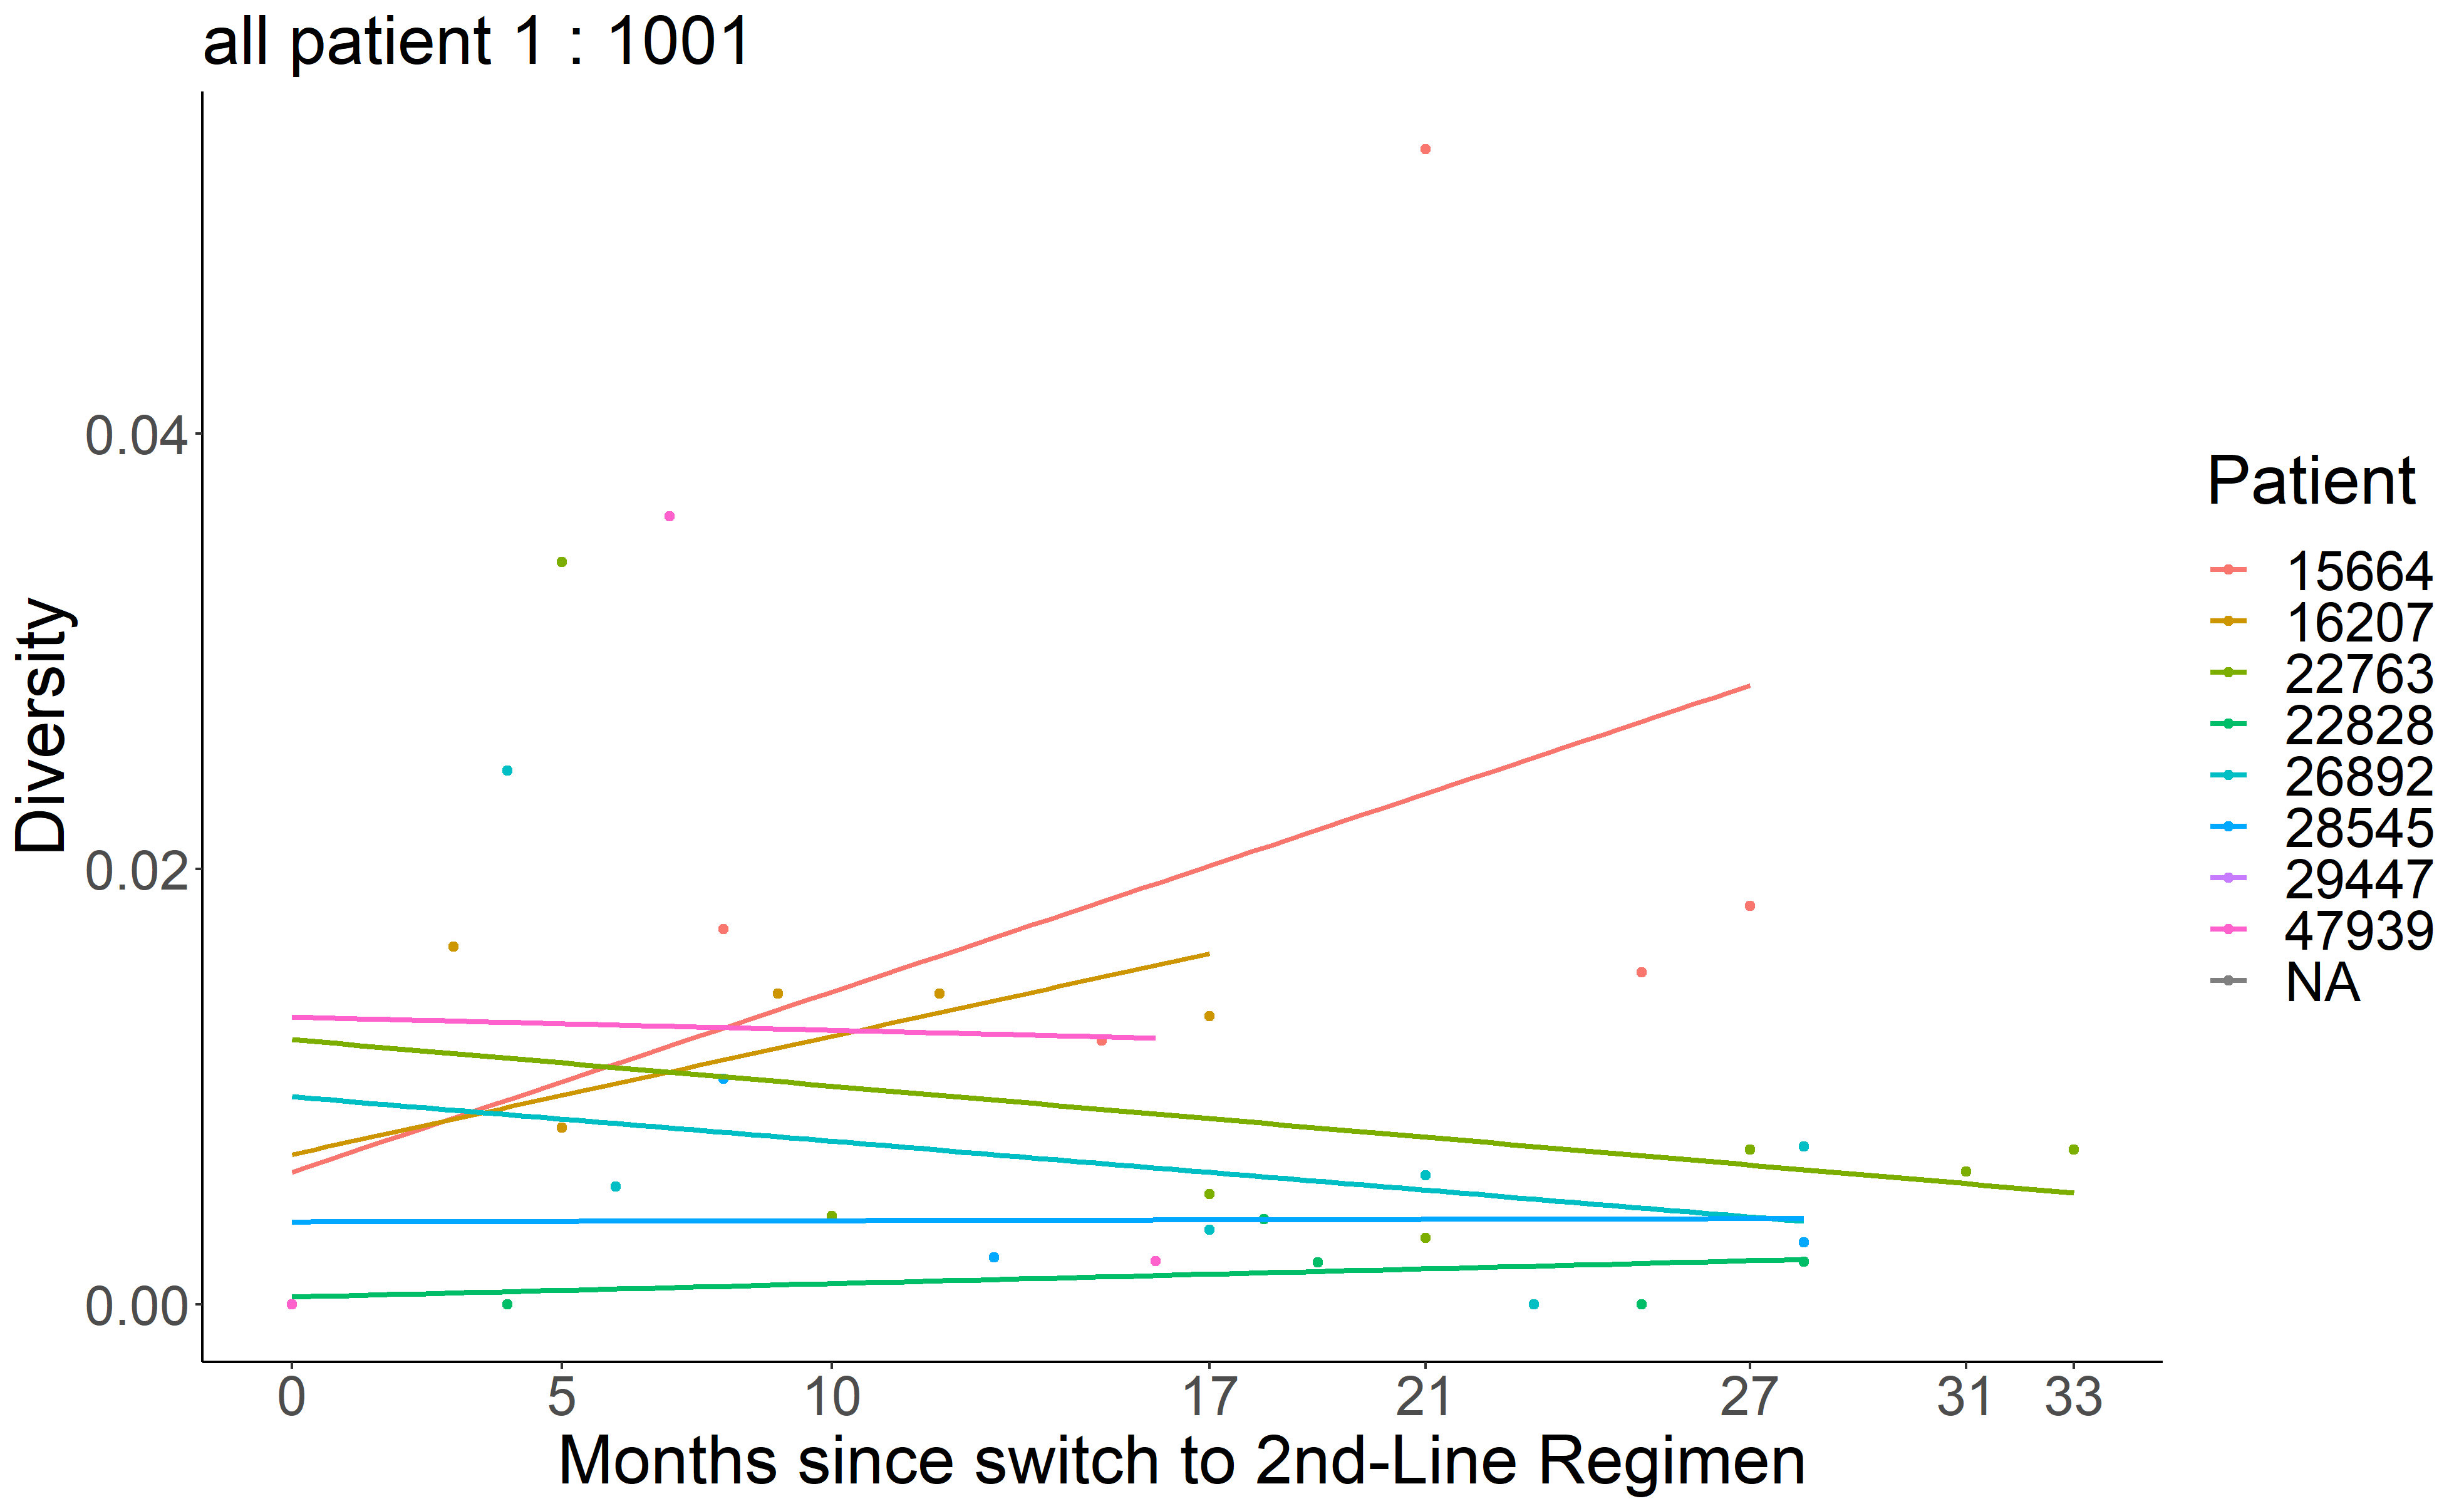 all patient 1 : 1001
Diversity
0.04
0.02
0.00
0 5 10 17 21 27 31 33
Months since switch to 2nd-Line Regimen
Patient
15664
16207
22763
22828
26892
28545
29447
47939
NA